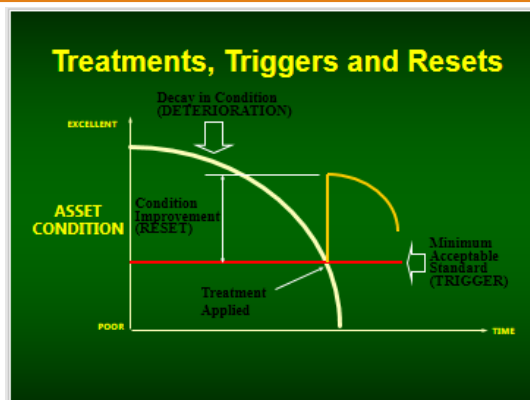 Treatments, Triggers and Resets
Decay in Condition
(DETERIORATION)
EXCELLENT
ASSET
CONDITION
Condition
Improvement
(RESET)
Minimum
Acceptable
Standard
(TRIGGER)
Treatment
Applied
POOR
TIME